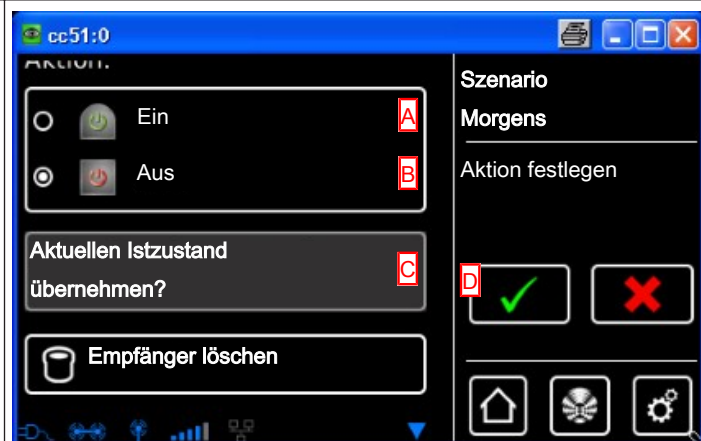 cc51:0
Aktion:
Ein
A
Aus
B
Aktuellen Istzustand
übernehmen?
C
Empfänger löschen
Szenario
Morgens
Aktion festlegen
D